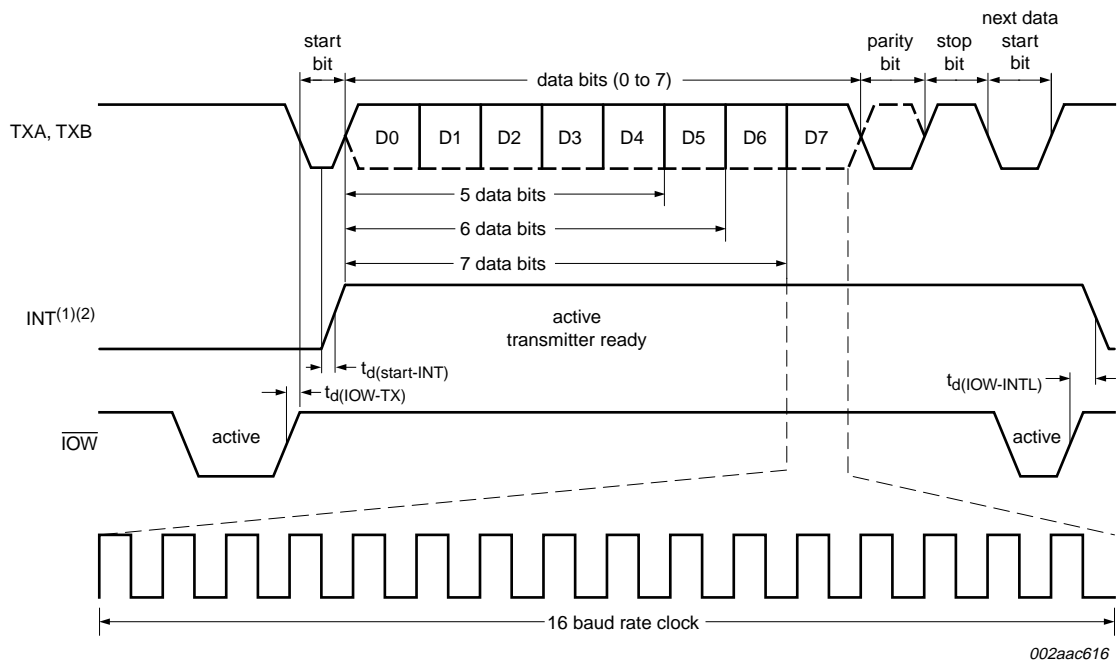 start
bit
data bits (0 to 7)
parity
bit
stop
bit
next data
start
bit
TXA, TXB
D0 D1 D2 D3 D4 D5 D6 D7
5 data bits
6 data bits
7 data bits
INT(1)(2)
active
transmitter ready
td(start-INT)
td(IOW-TX)
td(IOW-INTL)
IOW
active
active
16 baud rate clock
002aac616